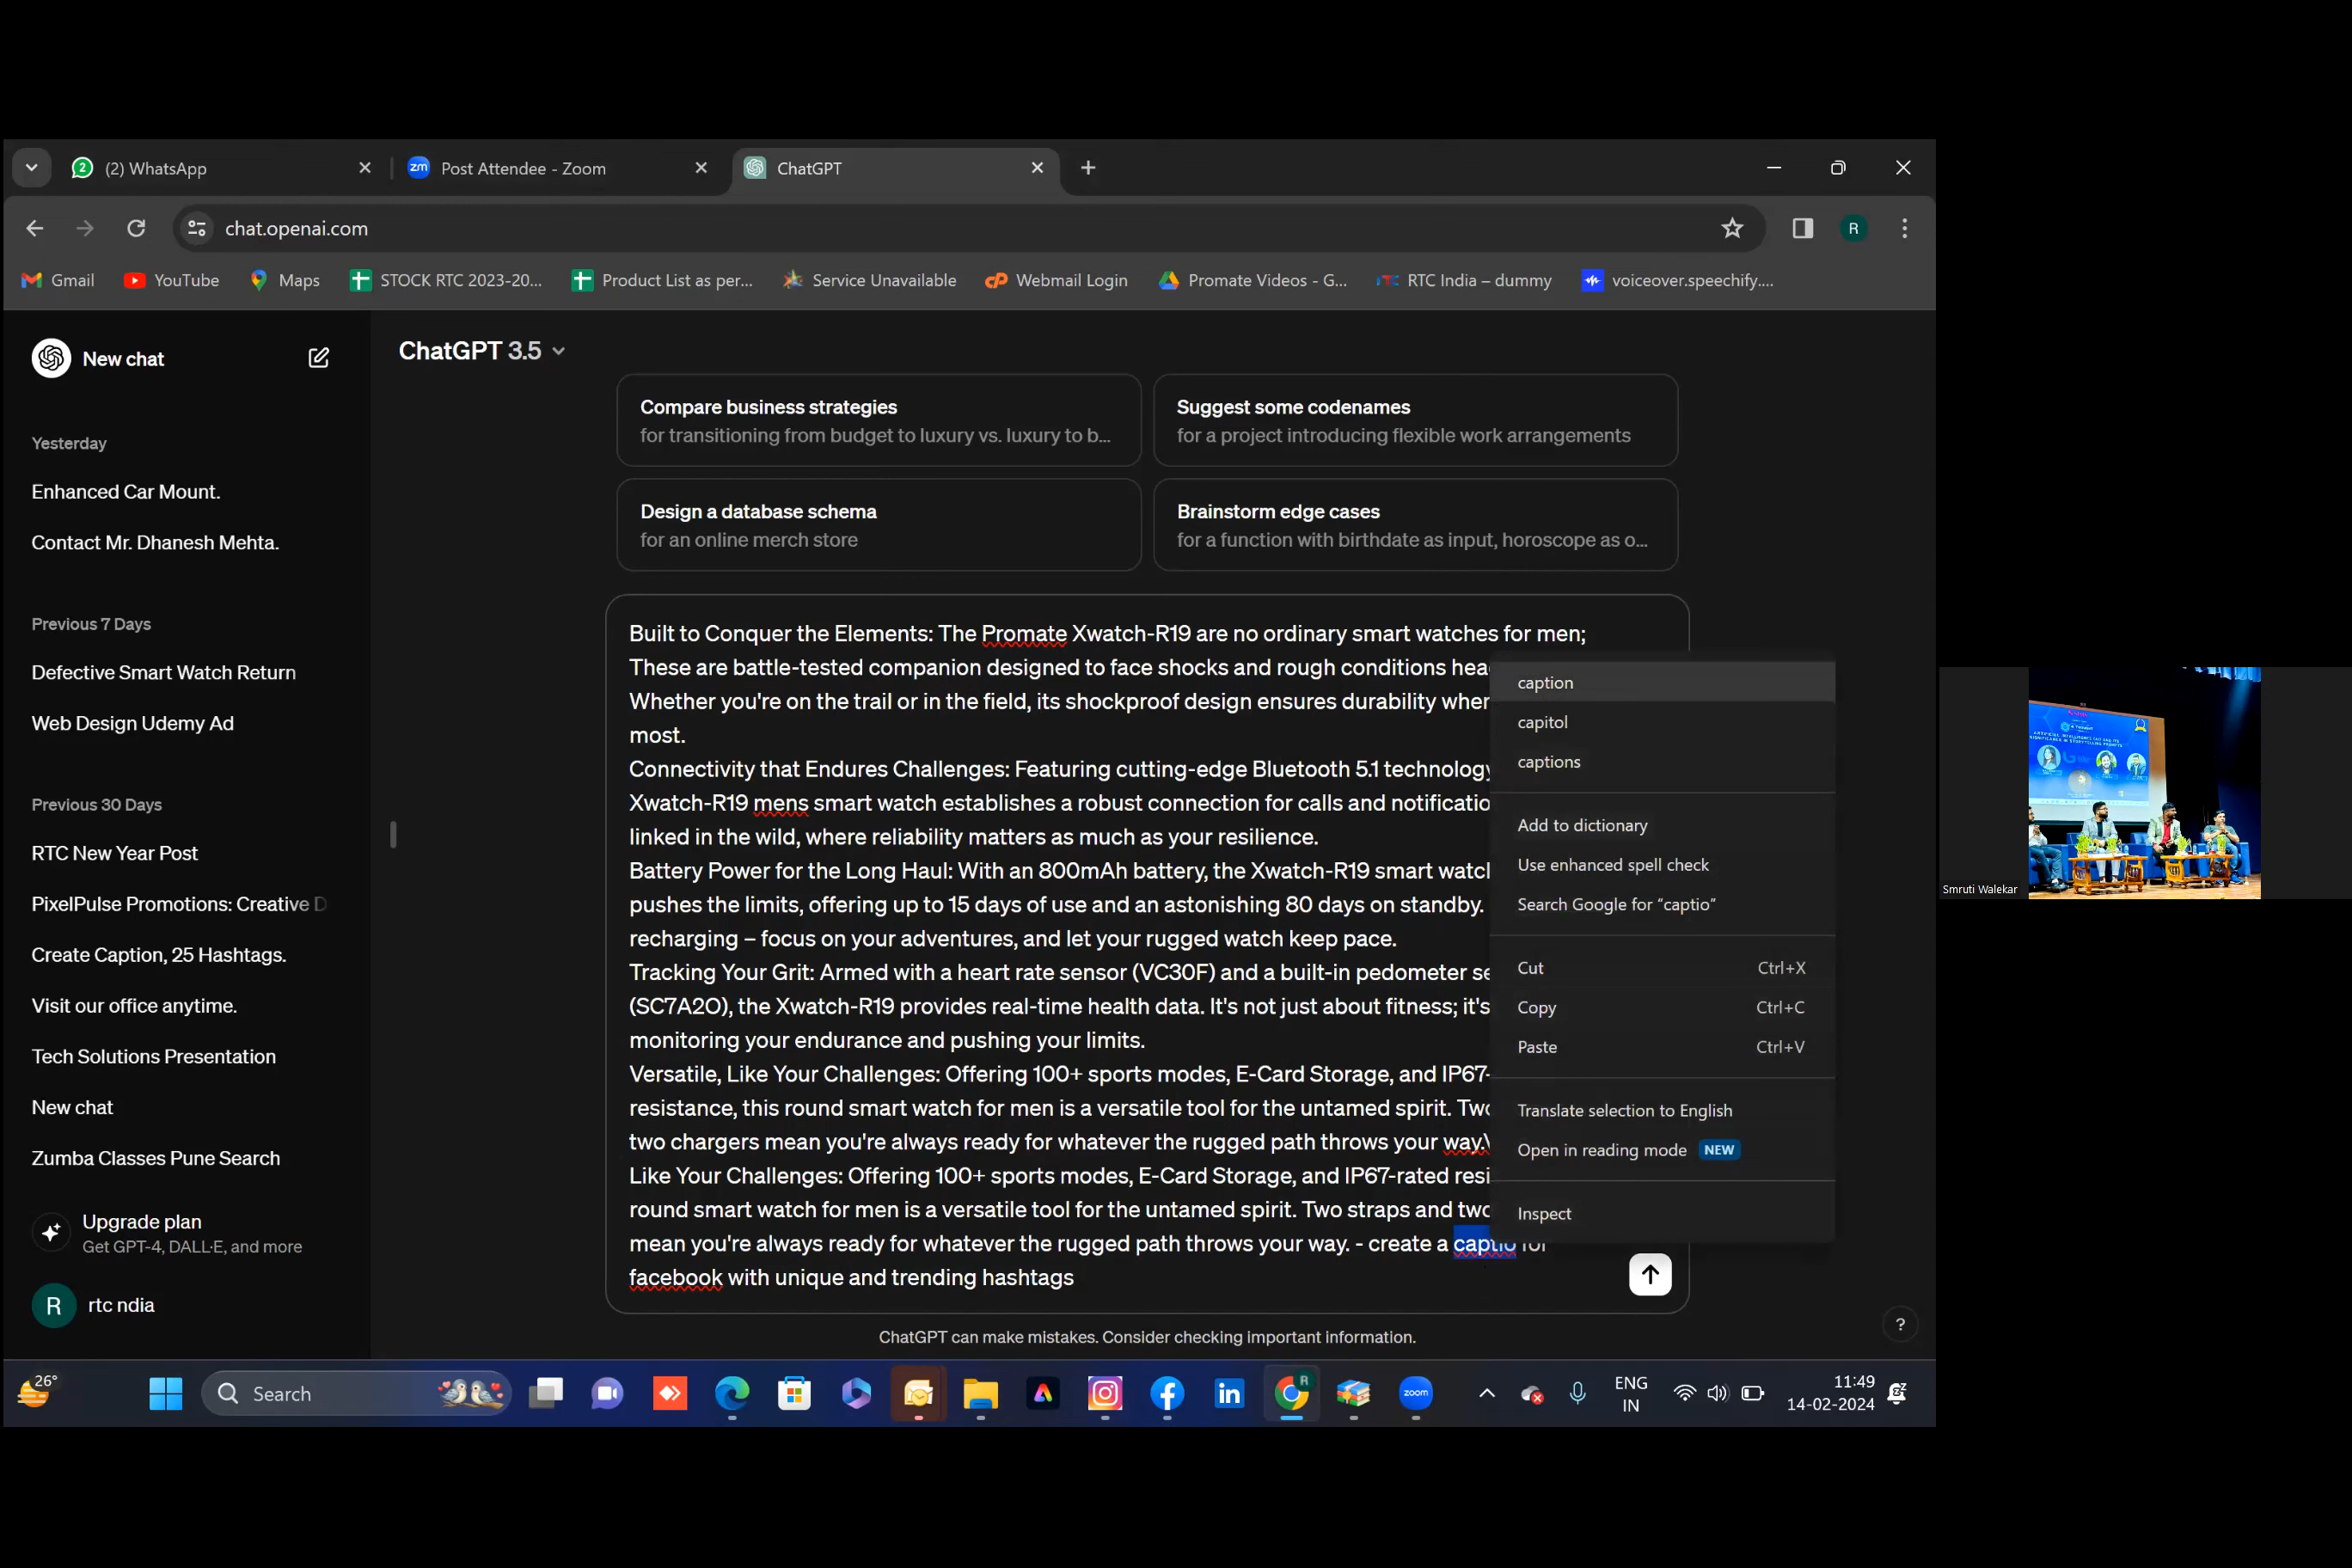 (2) WhatsApp
Post Attendee - Zoom
ChatGPT
chat.openai.com
R
Gmail
YouTube
Maps
STOCK RTC 2023-20...
Product List as per...
Service Unavailable
Webmail Login
Promate Videos - G...
RTC India – dummy
voiceover.speechify....
New chat
Yesterday
Enhanced Car Mount.
Contact Mr. Dhanesh Mehta.
Previous 7 Days
Defective Smart Watch Return
Web Design Udemy Ad
Previous 30 Days
RTC New Year Post
PixelPulse Promotions: Creative D
Create Caption, 25 Hashtags.
Visit our office anytime.
Tech Solutions Presentation
New chat
Zumba Classes Pune Search
Upgrade plan
Get GPT-4, DALL·E, and more
R rtc ndia
ChatGPT 3.5
Compare business strategies
for transitioning from budget to luxury vs. luxury to b...
Suggest some codenames
for a project introducing flexible work arrangements
Design a database schema
for an online merch store
Brainstorm edge cases
for a function with birthdate as input, horoscope as o...
Built to Conquer the Elements: The Promate Xwatch-R19 are no ordinary smart watches for men;
These are battle-tested companion designed to face shocks and rough conditions hea
Whether you're on the trail or in the field, its shockproof design ensures durability wher
most.
Connectivity that Endures Challenges: Featuring cutting-edge Bluetooth 5.1 technology
Xwatch-R19 mens smart watch establishes a robust connection for calls and notificatio
linked in the wild, where reliability matters as much as your resilience.
Battery Power for the Long Haul: With an 800mAh battery, the Xwatch-R19 smart watcl
pushes the limits, offering up to 15 days of use and an astonishing 80 days on standby.
recharging – focus on your adventures, and let your rugged watch keep pace.
Tracking Your Grit: Armed with a heart rate sensor (VC30F) and a built-in pedometer se
(SC7A2O), the Xwatch-R19 provides real-time health data. It's not just about fitness; it's
monitoring your endurance and pushing your limits.
Versatile, Like Your Challenges: Offering 100+ sports modes, E-Card Storage, and IP67-
resistance, this round smart watch for men is a versatile tool for the untamed spirit. Two
two chargers mean you're always ready for whatever the rugged path throws your way.V
Like Your Challenges: Offering 100+ sports modes, E-Card Storage, and IP67-rated resi
round smart watch for men is a versatile tool for the untamed spirit. Two straps and two
mean you're always ready for whatever the rugged path throws your way. - create a captio for
facebook with unique and trending hashtags
caption
capitol
captions
Add to dictionary
Use enhanced spell check
Search Google for “captio”
Cut Ctrl+X
Copy Ctrl+C
Paste Ctrl+V
Translate selection to English
Open in reading mode NEW
Inspect
ChatGPT can make mistakes. Consider checking important information.
?
Smruti Walekar
26°
Search
zoom
ENG
IN
11:49
14-02-2024